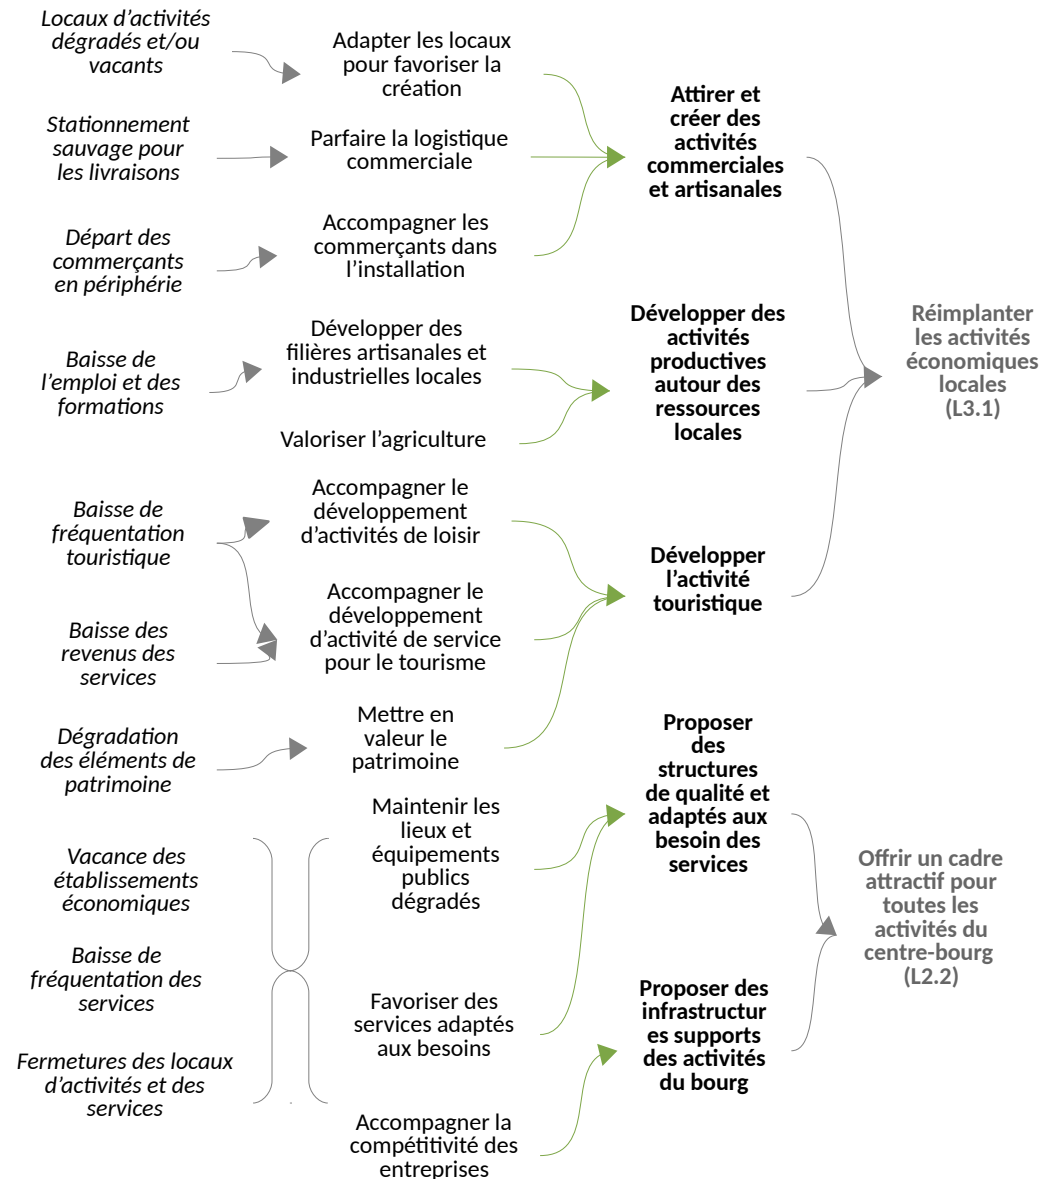 Locaux d’activités
dégradés et/ou
vacants
Stationnement
sauvage pour
les livraisons
Départ des
commerçants
en périphérie
Baisse de
l’emploi et des
formations
Baisse de
fréquentation
touristique
Baisse des
revenus des
services
Dégradation
des éléments de
patrimoine
Vacance des
établissements
économiques
Baisse de
fréquentation des
services
Fermetures des locaux
d’activités et des
services
Adapter les locaux
pour favoriser la
création
Parfaire la logistique
commerciale
Accompagner les
commerçants dans
l’installation
Développer des
filières artisanales et
industrielles locales
Valoriser l’agriculture
Accompagner le
développement
d’activités de loisir
Accompagner le
développement
d’activité de service
pour le tourisme
Mettre en
valeur le
patrimoine
Maintenir les
lieux et
équipements
publics
dégradés
Favoriser des
services adaptés
aux besoins
Accompagner la
compétitivité des
entreprises
Attirer et
créer des
activités
commerciales
et artisanales
Développer des
activités
productives
autour des
ressources
locales
Développer
l’activité
touristique
Proposer
des
structures
de qualité et
adaptés aux
besoin des
services
Proposer des
infrastructur
es supports
des activités
du bourg
Réimplanter
les activités
économiques
locales
(L3.1)
Offrir un cadre
attractif pour
toutes les
activités du
centre-bourg
(L2.2)